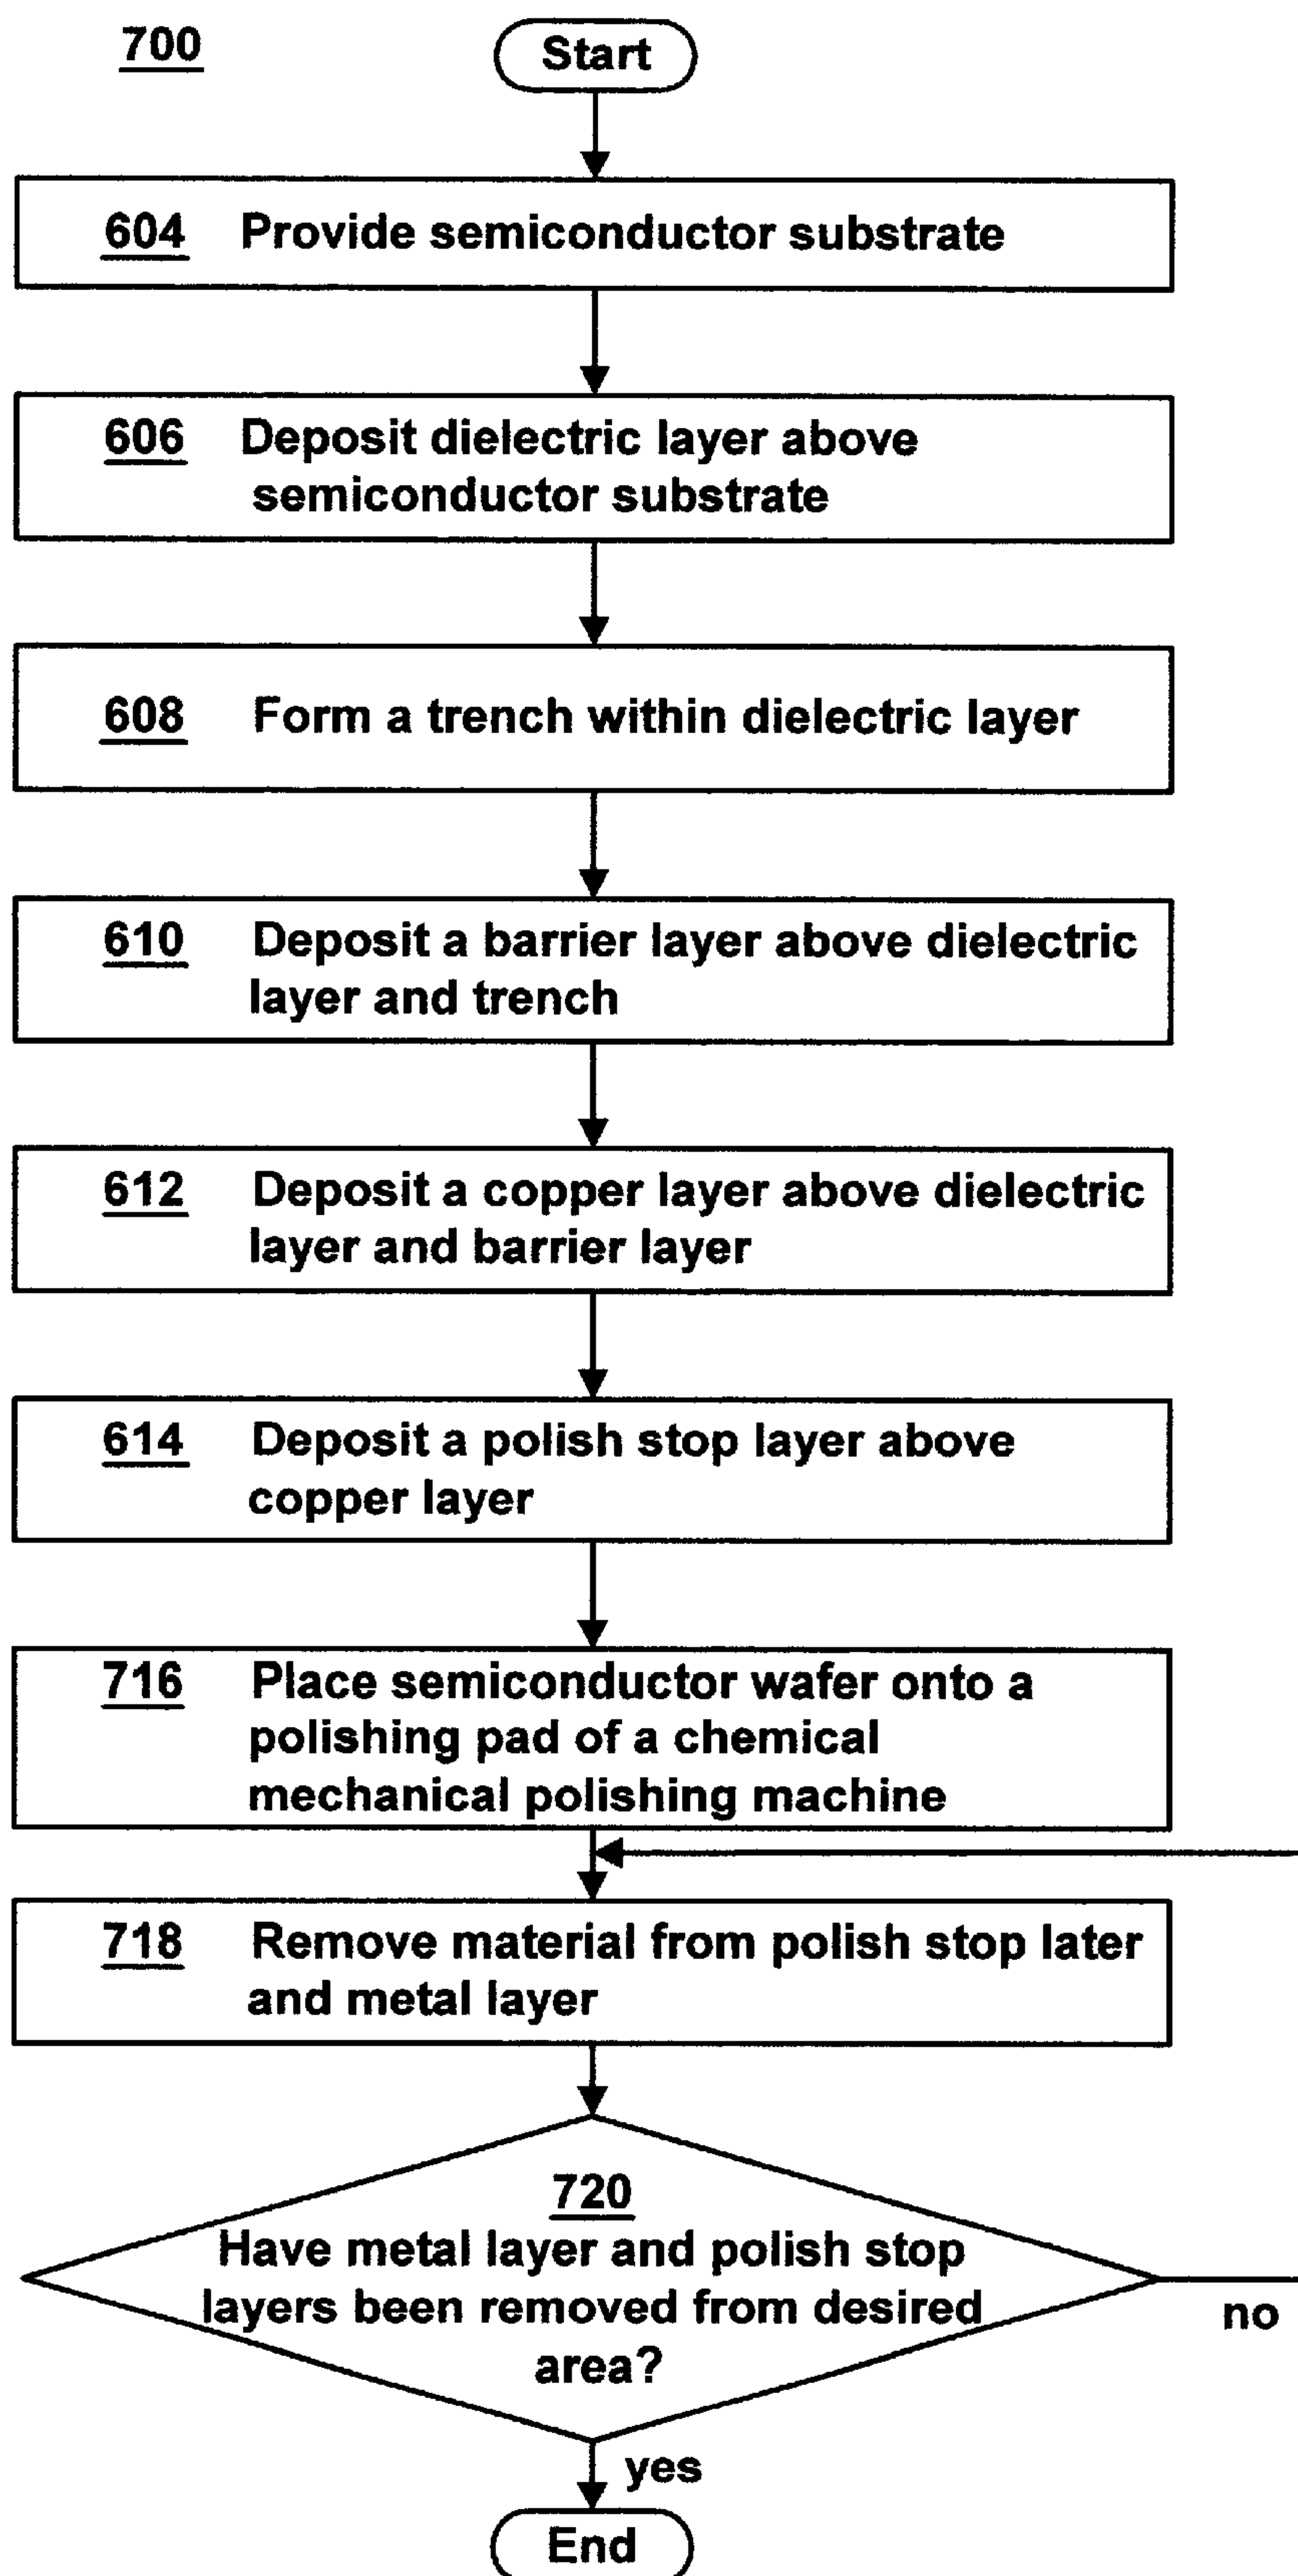 700
Start
604 Provide semiconductor substrate
606 Deposit dielectric layer above
semiconductor substrate
608 Form a trench within dielectric layer
610 Deposit a barrier layer above dielectric
layer and trench
612 Deposit a copper layer above dielectric
layer and barrier layer
614 Deposit a polish stop layer above
copper layer
716 Place semiconductor wafer onto a
polishing pad of a chemical
mechanical polishing machine
718 Remove material from polish stop later
and metal layer
720
Have metal layer and polish stop
layers been removed from desired
area?
no
yes
End